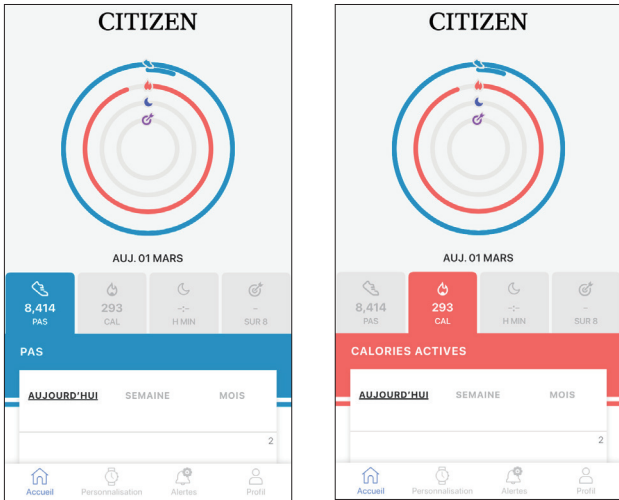 CITIZEN
AUJ. 01 MARS
8,414 293 -:- –
PAS CAL H MIN SUR 8
PAS
AUJOURD'HUI SEMAINE MOIS
2
Accueil Personnalisation Alertes Profil
CITIZEN
AUJ. 01 MARS
8,414 293 -:- –
PAS CAL H MIN SUR 8
CALORIES ACTIVES
AUJOURD'HUI SEMAINE MOIS
2
Accueil Personnalisation Alertes Profil